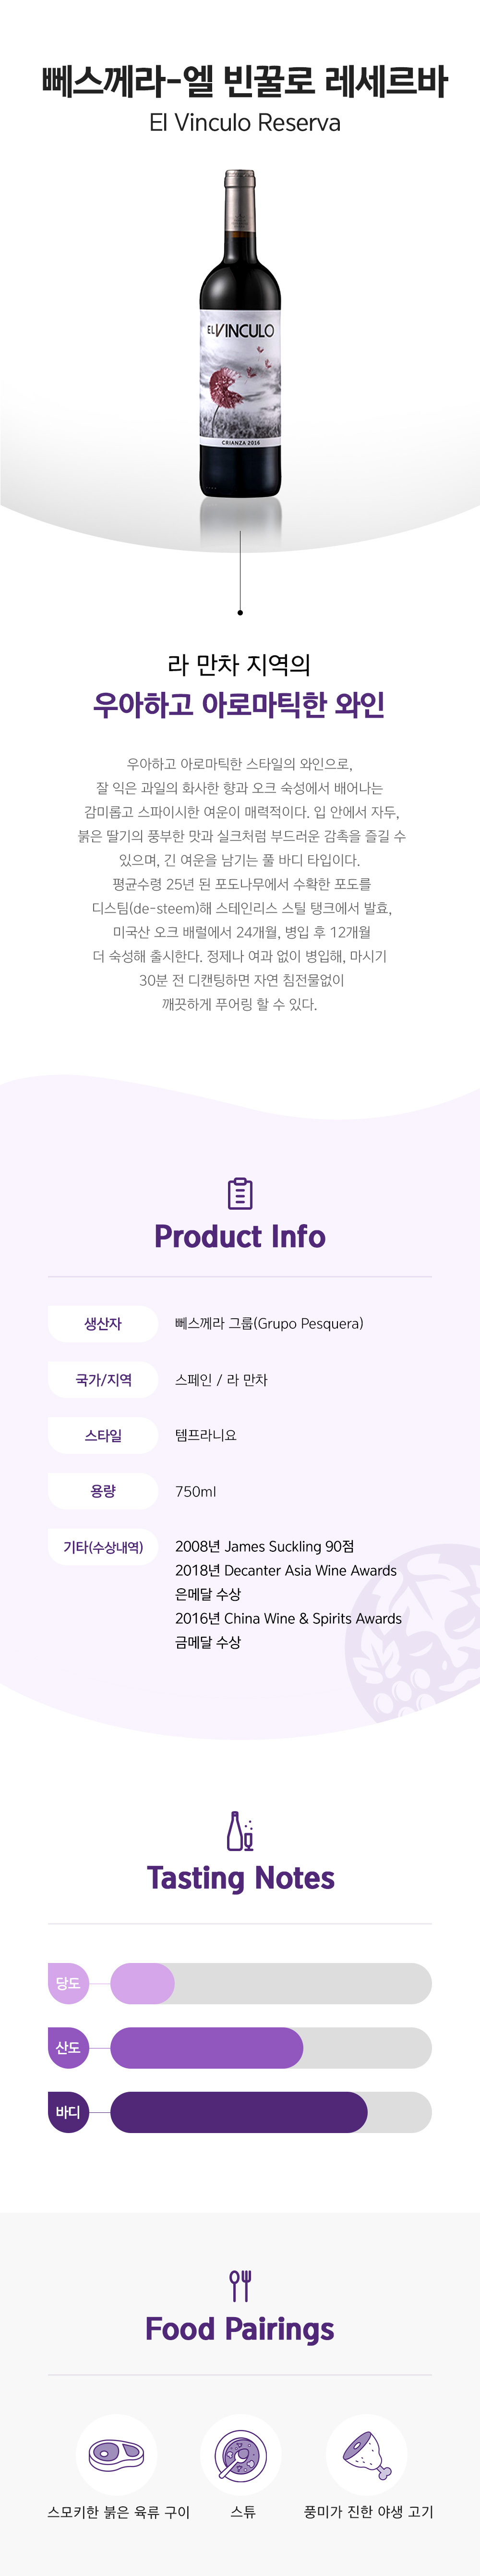 뻬스께라-엘 빈꿀로 레세르바
El Vinculo Reserva
EL VINCULO
CRIANZA 2016
라 만차 지역의
우아하고 아로마틱한 와인
우아하고 아로마틱한 스타일의 와인으로,
잘 익은 과일의 화사한 향과 오크 숙성에서 배어나는
감미롭고 스파이시한 여운이 매력적이다. 입 안에서 자두,
붉은 딸기의 풍부한 맛과 실크처럼 부드러운 감촉을 즐길 수
있으며, 긴 여운을 남기는 풀 바디 타입이다.
평균수령 25년 된 포도나무에서 수확한 포도를
디스팀(de-steem)해 스테인리스 스틸 탱크에서 발효,
미국산 오크 배럴에서 24개월, 병입 후 12개월
더 숙성해 출시한다. 정제나 여과 없이 병입해, 마시기
30분 전 디캔팅하면 자연 침전물없이
깨끗하게 푸어링 할 수 있다.
Product Info
생산자 뻬스께라 그룹(Grupo Pesquera)
국가/지역 스페인 / 라 만차
스타일 템프라니요
용량 750ml
기타(수상내역) 2008년 James Suckling 90점
2018년 Decanter Asia Wine Awards
은메달 수상
2016년 China Wine & Spirits Awards
금메달 수상
Tasting Notes
당도
산도
바디
Food Pairings
스모키한 붉은 육류 구이 스튜 풍미가 진한 야생 고기